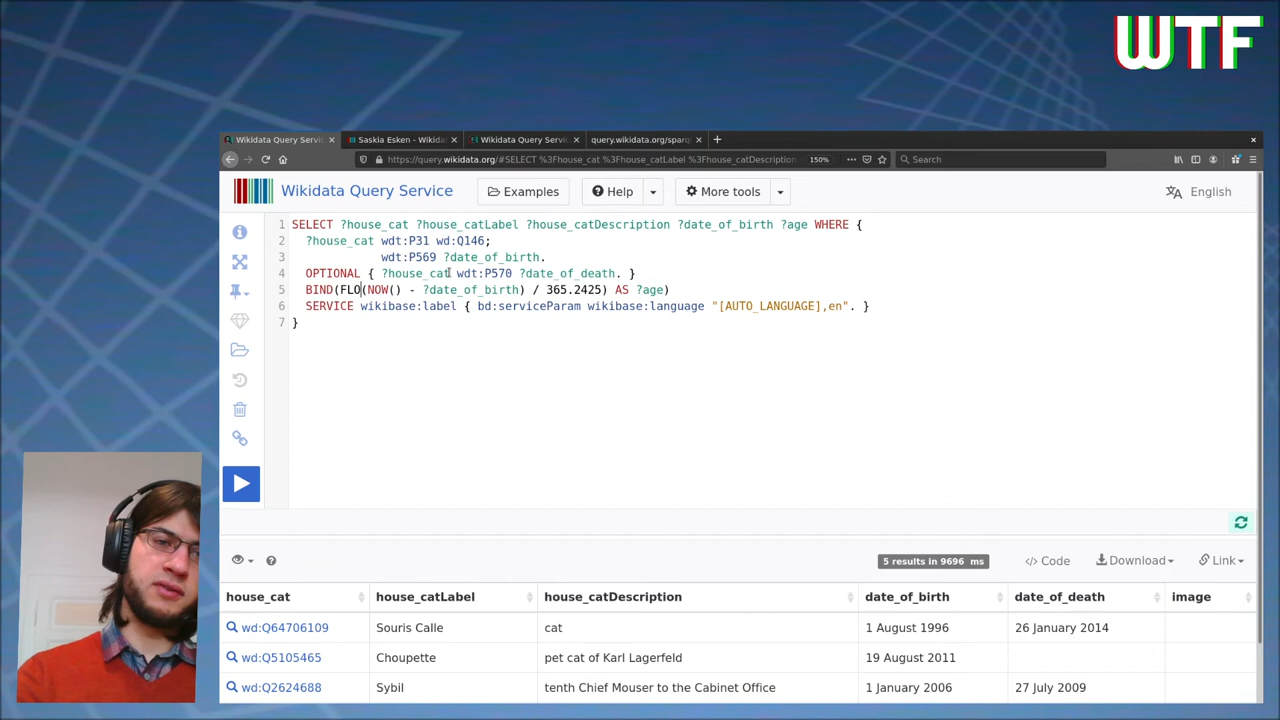 WTF
Wikidata Query Servic ×
Saskia Esken - Wikida ×
Wikidata Query Servic ×
query.wikidata.org/sparql ×
https://query.wikidata.org/#SELECT %3Fhouse_cat %3Fhouse_catLabel %3Fhouse_catDescription
150%
Search
Wikidata Query Service
Examples
Help
More tools
English
1 SELECT ?house_cat ?house_catLabel ?house_catDescription ?date_of_birth ?age WHERE {
2 ?house_cat wdt:P31 wd:Q146;
3 wdt:P569 ?date_of_birth.
4 OPTIONAL { ?house_cat wdt:P570 ?date_of_death. }
5 BIND(FLO(NOW() - ?date_of_birth) / 365.2425) AS ?age)
6 SERVICE wikibase:label { bd:serviceParam wikibase:language "[AUTO_LANGUAGE],en". }
7 }
5 results in 9696 ms
</> Code
Download
Link
house_cat house_catLabel house_catDescription date_of_birth date_of_death image
wd:Q64706109 Souris Calle cat 1 August 1996 26 January 2014
wd:Q5105465 Choupette pet cat of Karl Lagerfeld 19 August 2011
wd:Q2624688 Sybil tenth Chief Mouser to the Cabinet Office 1 January 2006 27 July 2009